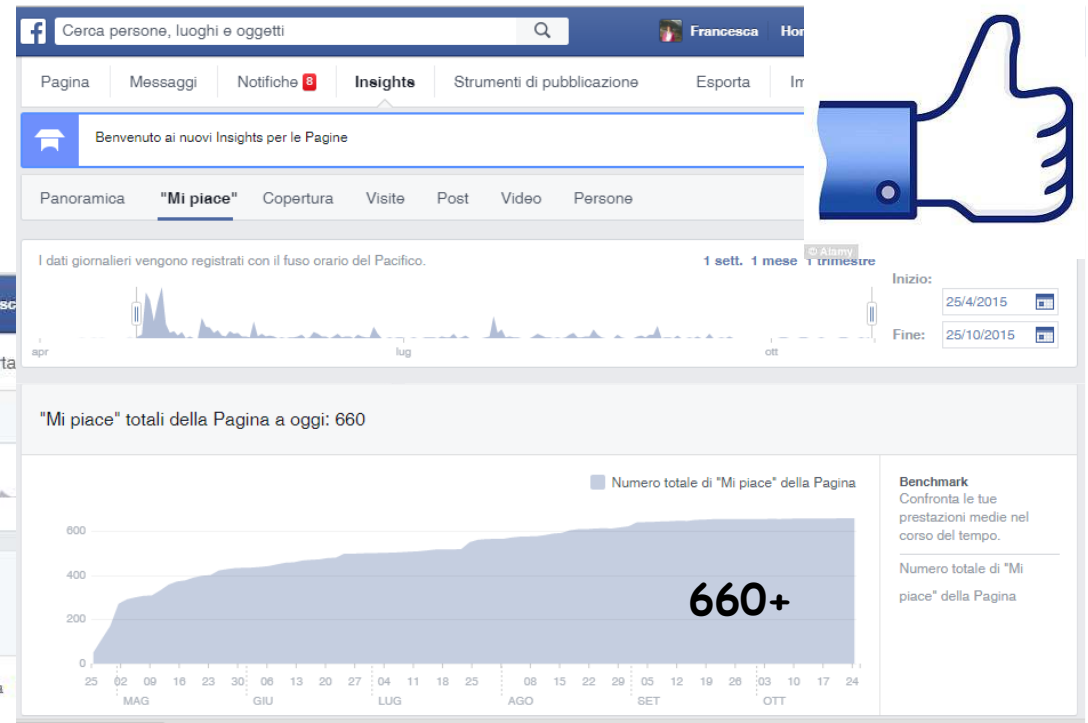 Cerca persone, luoghi e oggetti
Francesca
Pagina Messaggi Notifiche 8 Insights Strumenti di pubblicazione Esporta
Benvenuto ai nuovi Insights per le Pagine
Panoramica "Mi piace" Copertura Visite Post Video Persone
© Alamy
I dati giornalieri vengono registrati con il fuso orario del Pacifico.
1 sett. 1 mese 1 trimestre
Inizio:
25/4/2015
Fine: 25/10/2015
apr lug ott
"Mi piace" totali della Pagina a oggi: 660
Numero totale di "Mi piace" della Pagina
Benchmark
Confronta le tue
prestazioni medie nel
corso del tempo.
Numero totale di "Mi
piace" della Pagina
600
400
660+
200
0
25 02 09 16 23 30 06 13 20 27 04 11 18 25 08 15 22 29 05 12 19 26 03 10 17 24
MAG GIU LUG AGO SET OTT